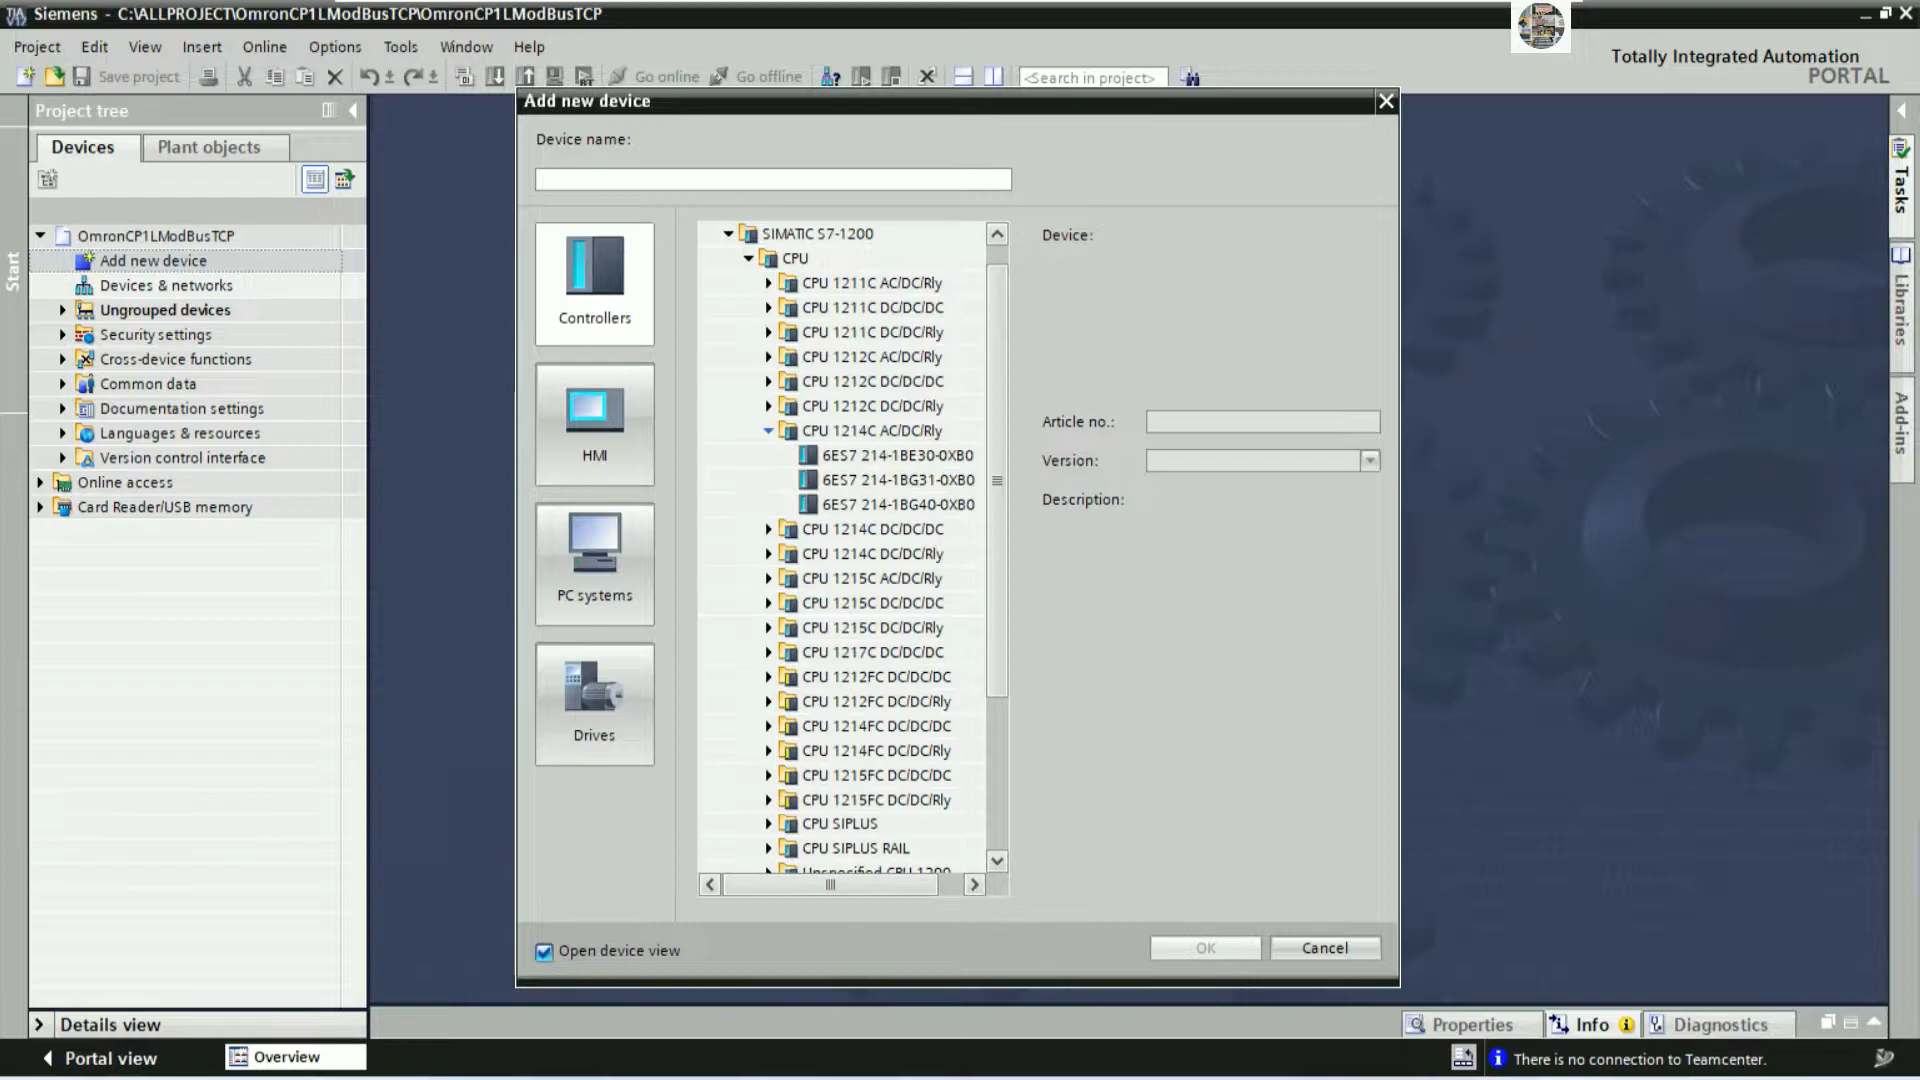 Siemens - C:\ALLPROJECT\OmronCP1LModBusTCP\OmronCP1LModBusTCP
Project Edit View Insert Online Options Tools Window Help
Totally Integrated Automation
PORTAL
Save project
Go online
Go offline
<Search in project>
Project tree
Devices
Plant objects
Start
OmronCP1LModBusTCP
Add new device
Devices & networks
Ungrouped devices
Security settings
Cross-device functions
Common data
Documentation settings
Languages & resources
Version control interface
Online access
Card Reader/USB memory
Details view
Add new device
Device name:
Controllers
HMI
PC systems
Drives
SIMATIC S7-1200
CPU
CPU 1211C AC/DC/Rly
CPU 1211C DC/DC/DC
CPU 1211C DC/DC/Rly
CPU 1212C AC/DC/Rly
CPU 1212C DC/DC/DC
CPU 1212C DC/DC/Rly
CPU 1214C AC/DC/Rly
6ES7 214-1BE30-0XB0
6ES7 214-1BG31-0XB0
6ES7 214-1BG40-0XB0
CPU 1214C DC/DC/DC
CPU 1214C DC/DC/Rly
CPU 1215C AC/DC/Rly
CPU 1215C DC/DC/DC
CPU 1215C DC/DC/Rly
CPU 1217C DC/DC/DC
CPU 1212FC DC/DC/DC
CPU 1212FC DC/DC/Rly
CPU 1214FC DC/DC/DC
CPU 1214FC DC/DC/Rly
CPU 1215FC DC/DC/DC
CPU 1215FC DC/DC/Rly
CPU SIPLUS
CPU SIPLUS RAIL
Unspecified CPU 1200
Device:
Article no.:
Version:
Description:
Open device view
OK
Cancel
Tasks
Libraries
Add-ins
Properties
Info
Diagnostics
Portal view
Overview
There is no connection to Teamcenter.